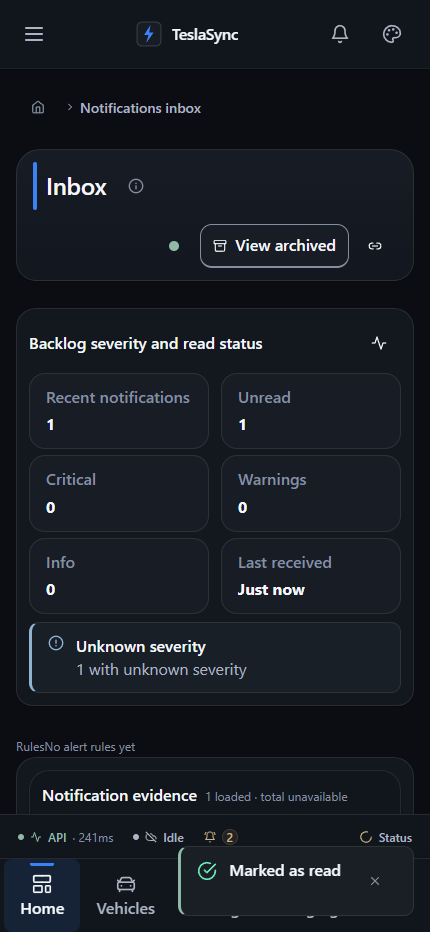 TeslaSync
Notifications inbox
Inbox
View archived
Backlog severity and read status
Recent notifications
1
Unread
1
Critical
0
Warnings
0
Info
0
Last received
Just now
Unknown severity
1 with unknown severity
RulesNo alert rules yet
Notification evidence 1 loaded · total unavailable
API · 241ms Idle 2 Status
Marked as read
Home
Vehicles